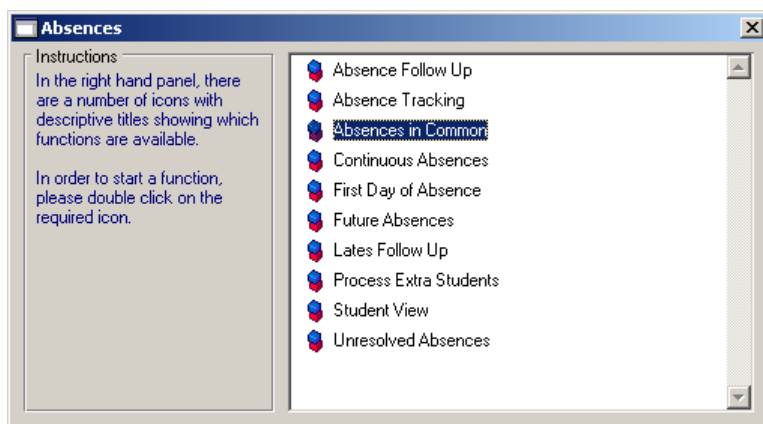 Absences
Instructions
In the right hand panel, there
are a number of icons with
descriptive titles showing which
functions are available.
In order to start a function,
please double click on the
required icon.
Absence Follow Up
Absence Tracking
Absences in Common
Continuous Absences
First Day of Absence
Future Absences
Lates Follow Up
Process Extra Students
Student View
Unresolved Absences